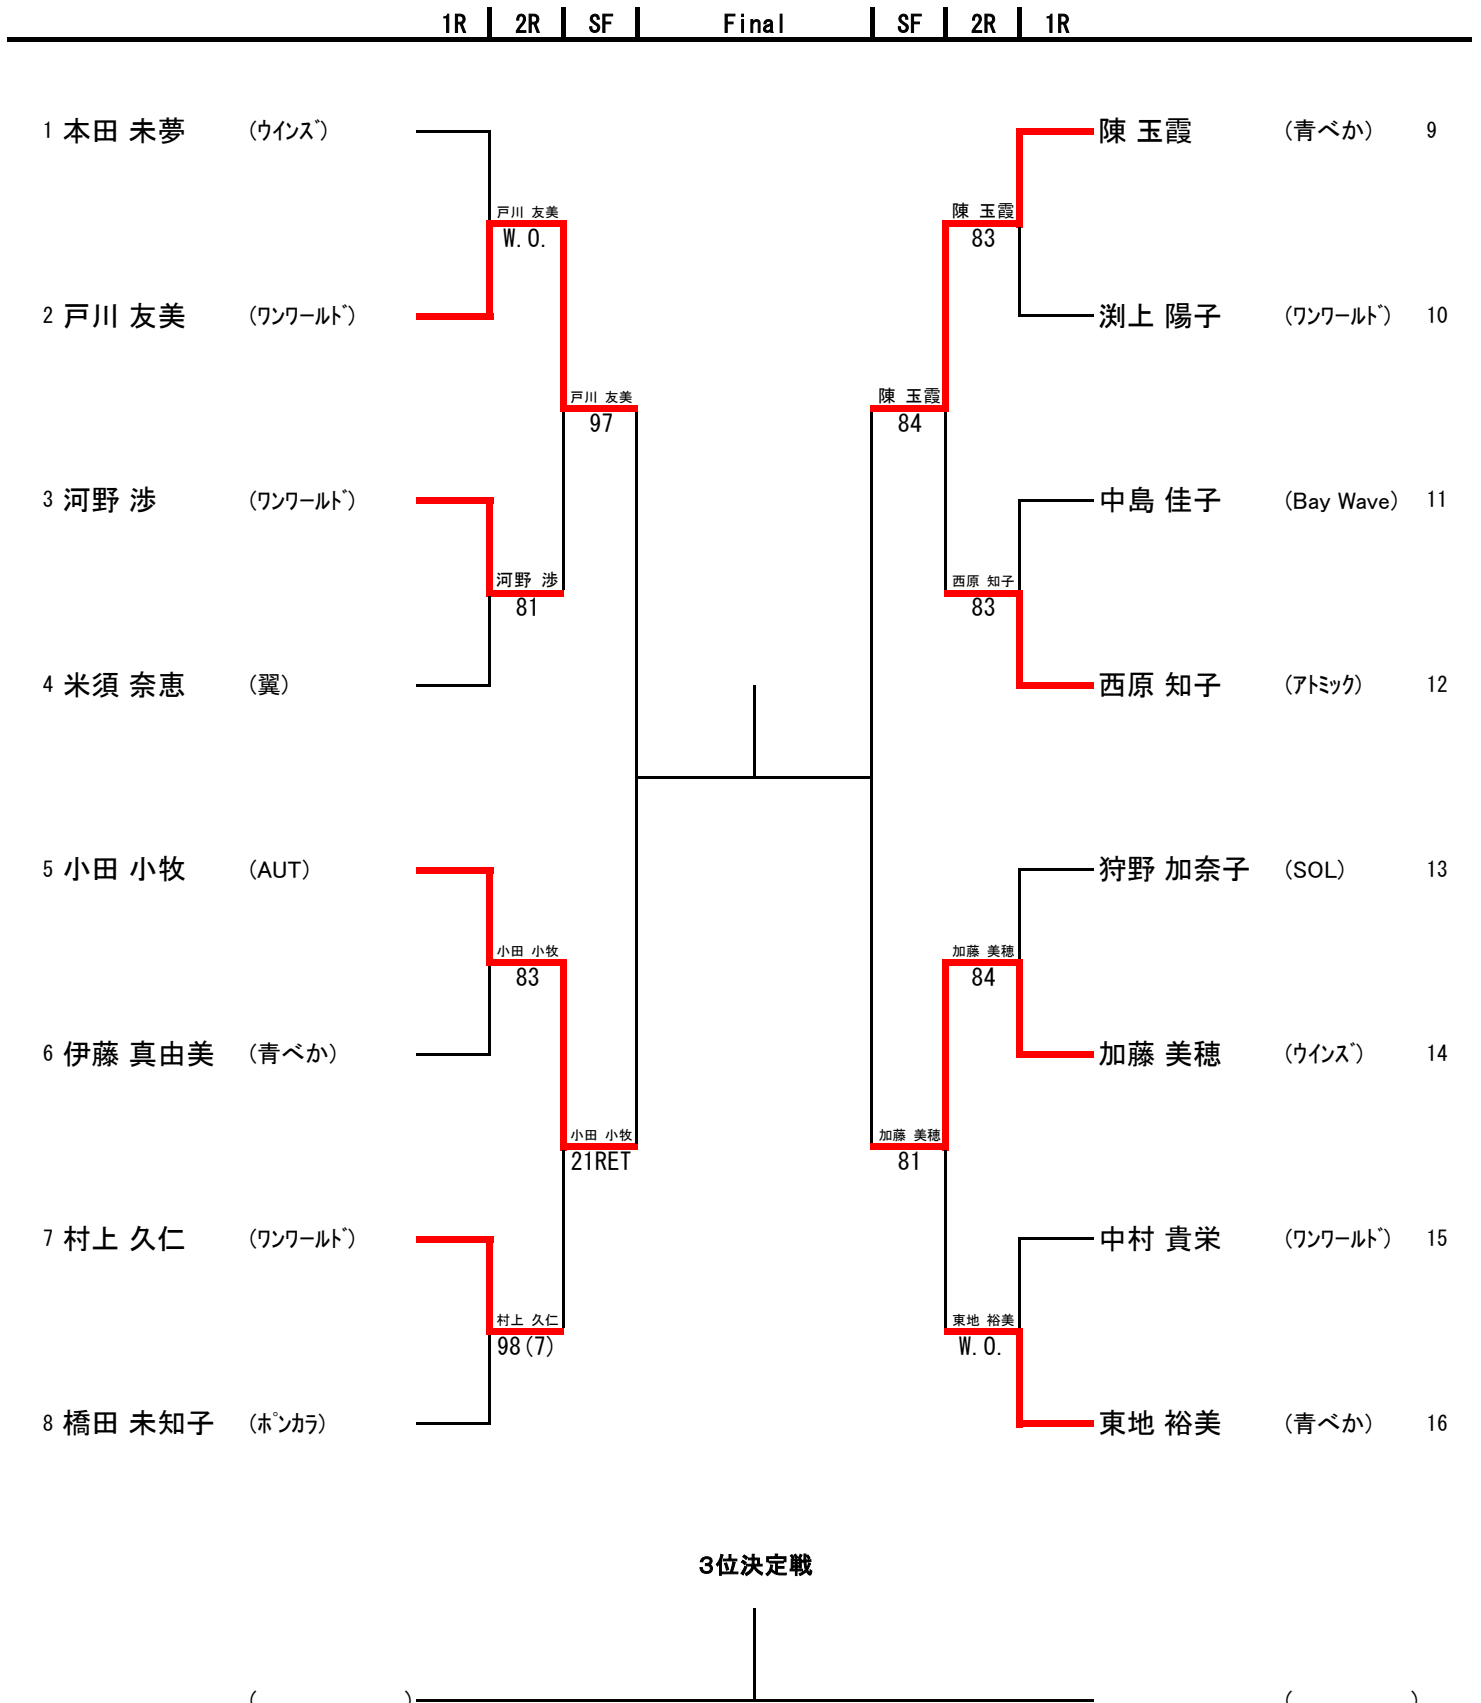 1R 2R SF Final SF 2R 1R
1 本田 未夢 (ｳｲﾝｽﾞ) 陳 玉霞 (青べか) 9
戸川 友美 陳 玉霞
W.O. 83
2 戸川 友美 (ﾜﾝﾜｰﾙﾄﾞ) 渕上 陽子 (ﾜﾝﾜｰﾙﾄﾞ) 10
戸川 友美 陳 玉霞
97 84
3 河野 渉 (ﾜﾝﾜｰﾙﾄﾞ) 中島 佳子 (Bay Wave) 11
河野 渉 西原 知子
81 83
4 米須 奈恵 (翼) 西原 知子 (ｱﾄﾐｯｸ) 12
5 小田 小牧 (AUT) 狩野 加奈子 (SOL) 13
小田 小牧 加藤 美穂
83 84
6 伊藤 真由美 (青べか) 加藤 美穂 (ｳｲﾝｽﾞ) 14
小田 小牧 加藤 美穂
21RET 81
7 村上 久仁 (ﾜﾝﾜｰﾙﾄﾞ) 中村 貴栄 (ﾜﾝﾜｰﾙﾄﾞ) 15
村上 久仁 東地 裕美
98(7) W.O.
8 橋田 未知子 (ﾎﾟﾝｶﾗ) 東地 裕美 (青べか) 16
３位決定戦
( ) ( )